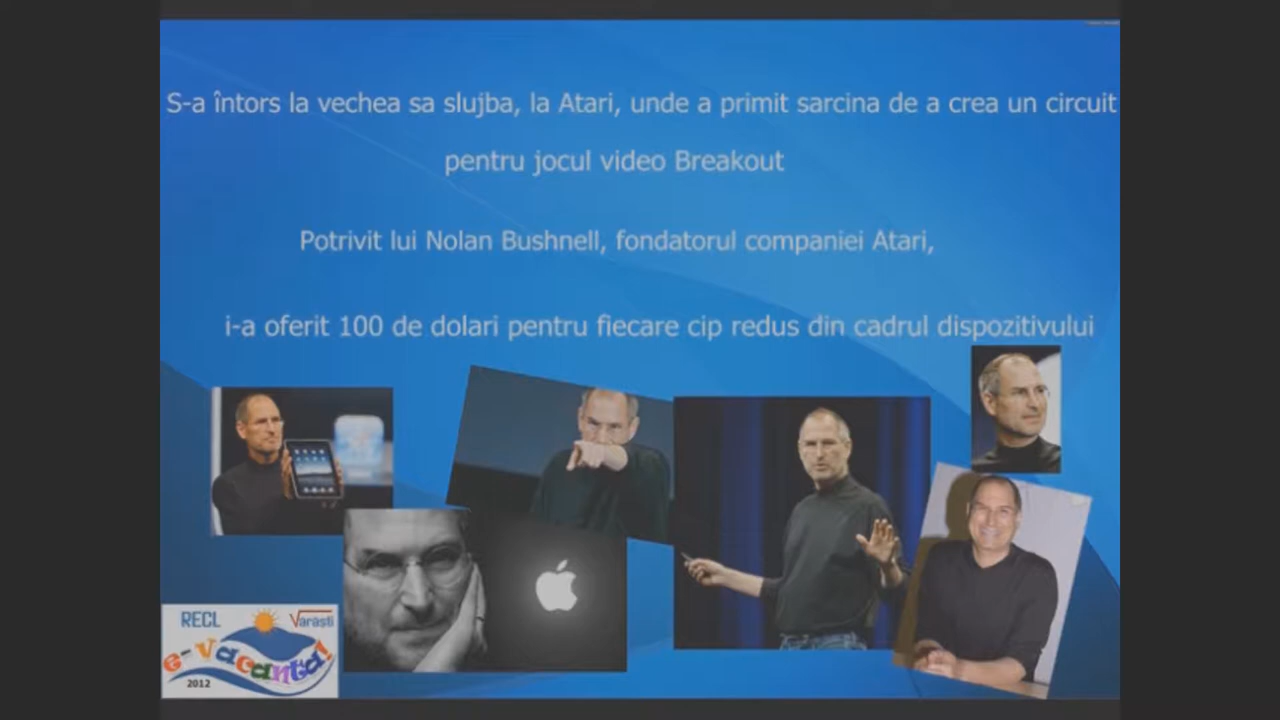 S-a întors la vechea sa slujba, la Atari, unde a primit sarcina de a crea un circuit
pentru jocul video Breakout
Potrivit lui Nolan Bushnell, fondatorul companiei Atari,
i-a oferit 100 de dolari pentru fiecare cip redus din cadrul dispozitivului
RECL
Varasti
e-Vacanta!
2012